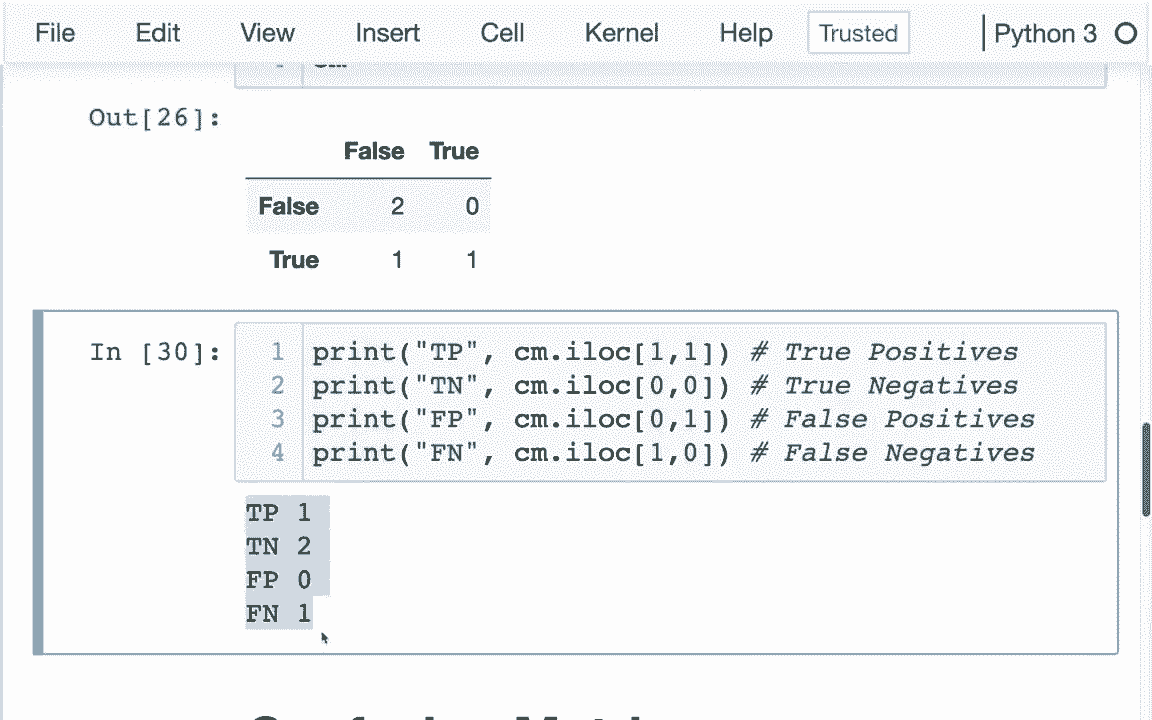 File Edit View Insert Cell Kernel Help Trusted Python 3
Out[26]:
False True
False 2 0
True 1 1
In [30]:
1 print("TP", cm.iloc[1,1]) # True Positives
2 print("TN", cm.iloc[0,0]) # True Negatives
3 print("FP", cm.iloc[0,1]) # False Positives
4 print("FN", cm.iloc[1,0]) # False Negatives
TP 1
TN 2
FP 0
FN 1